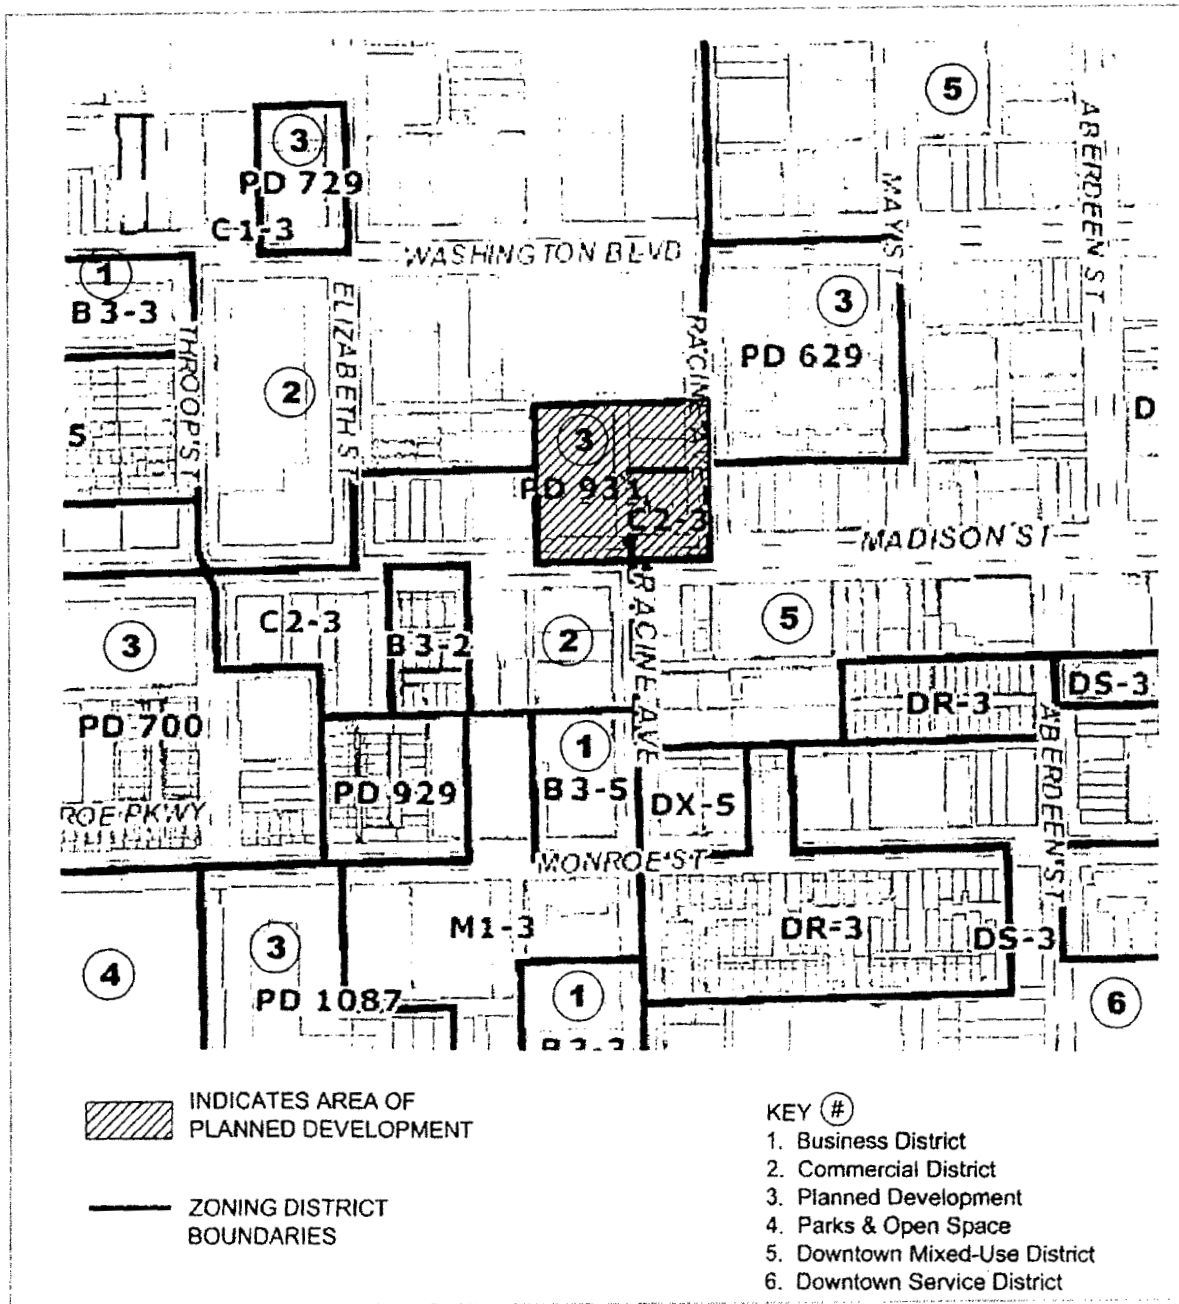 5
3
PD 729
C1-3
WASHINGTON BLVD
MAY ST
ABERDEEN ST
1
B3-3
THROOP ST
ELIZABETH ST
2
RACINE AVE
3
PD 629
D
S
3
PD 931,
C2-3
MADISON ST
3
C2-3
B3-2
2
RACINE AVE
5
DR-3
DS-3
PD 700
PD 929
1
B3-5
DX-5
ABERDEEN ST
ROE PKWY
MONROE ST
M1-3
DR-3
DS-3
4
3
PD 1087
1
B3-3
6
INDICATES AREA OF
PLANNED DEVELOPMENT
ZONING DISTRICT
BOUNDARIES
KEY #
1. Business District
2. Commercial District
3. Planned Development
4. Parks & Open Space
5. Downtown Mixed-Use District
6. Downtown Service District